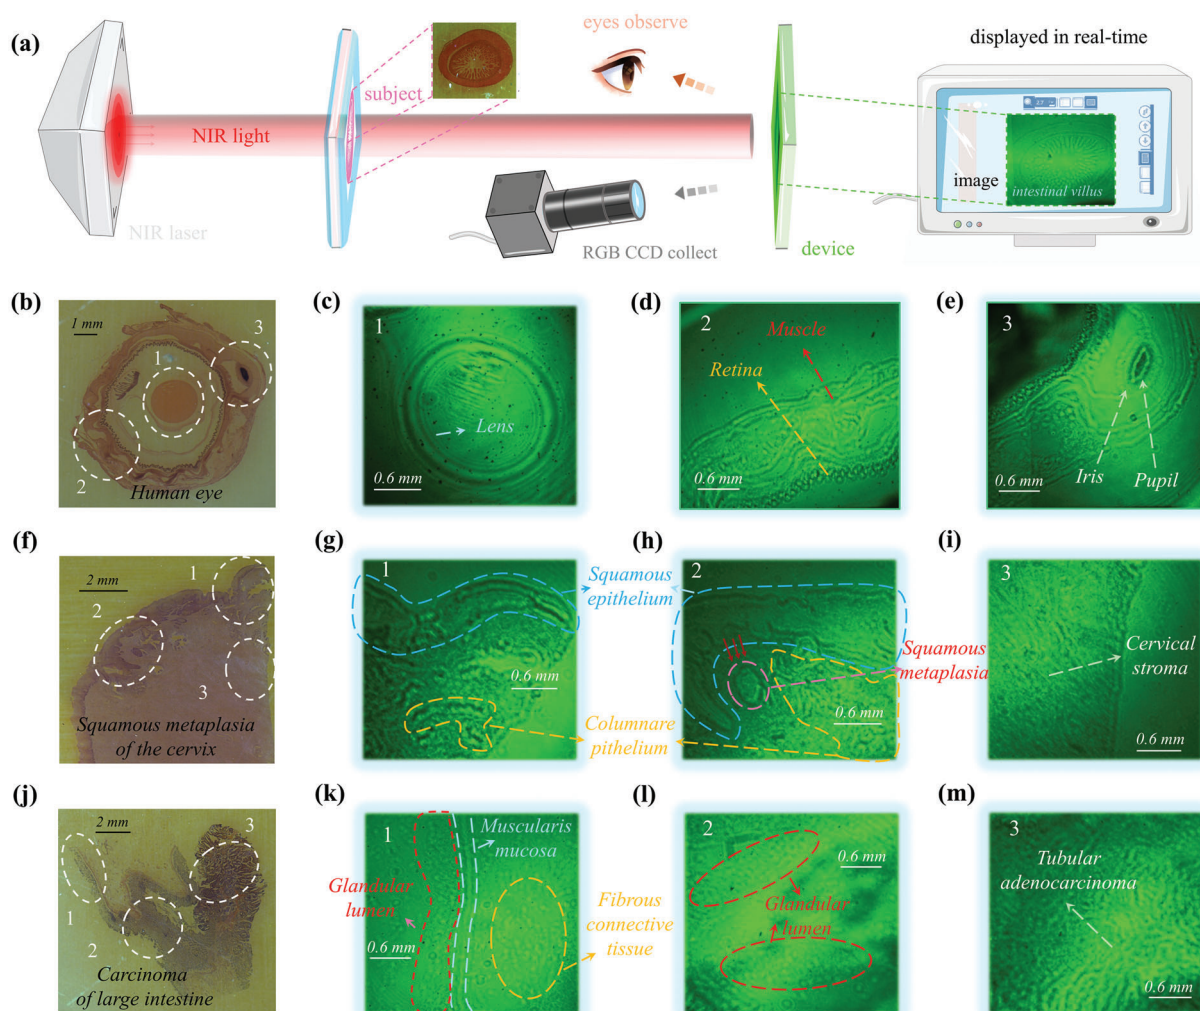 (a)
eyes observe
displayed in real-time
subject
NIR light
image
intestinal villus
2.7
NIR laser
RGB CCD collect
device
(b)
1 mm
3
1
2
Human eye
(c)
1
Lens
0.6 mm
(d)
2
Muscle
Retina
0.6 mm
(e)
3
Iris
Pupil
0.6 mm
(f)
2 mm
1
2
3
Squamous metaplasia
of the cervix
(g)
1
Squamous
epithelium
0.6 mm
Columnare
pithelium
(h)
2
Squamous
metaplasia
0.6 mm
(i)
3
Cervical
stroma
0.6 mm
(j)
2 mm
3
1
2
Carcinoma
of large intestine
(k)
1
Muscularis
mucosa
Glandular
lumen
0.6 mm
Fibrous
connective
tissue
(l)
2
0.6 mm
Glandular
lumen
(m)
3
Tubular
adenocarcinoma
0.6 mm